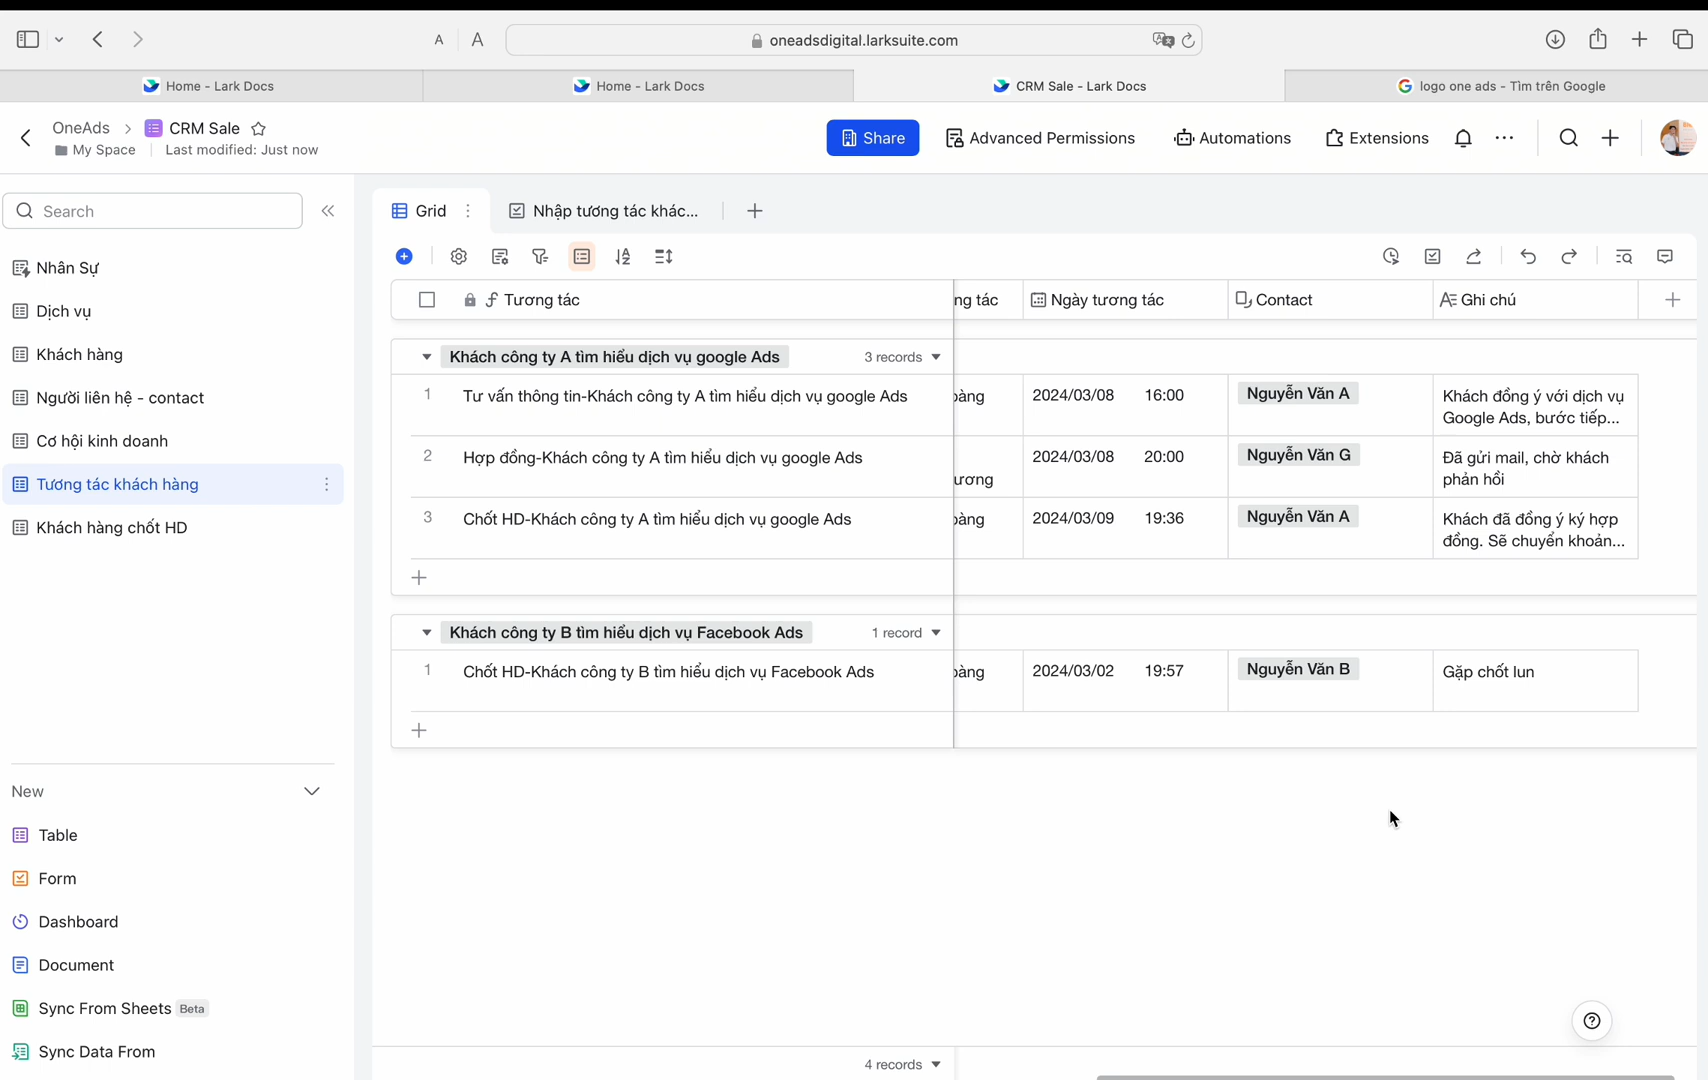 A A oneadsdigital.larksuite.com
Home - Lark Docs
Home - Lark Docs
CRM Sale - Lark Docs
logo one ads - Tìm trên Google
OneAds > CRM Sale
My Space Last modified: Just now
Share
Advanced Permissions
Automations
Extensions
Search
Nhân Sự
Dịch vụ
Khách hàng
Người liên hệ - contact
Cơ hội kinh doanh
Tương tác khách hàng
Khách hàng chốt HD
New
Table
Form
Dashboard
Document
Sync From Sheets Beta
Sync Data From
Grid
Nhập tương tác khác...
Tương tác ng tác Ngày tương tác Contact Ghi chú
Khách công ty A tìm hiểu dịch vụ google Ads 3 records
1 Tư vấn thông tin-Khách công ty A tìm hiểu dịch vụ google Ads 2024/03/08 16:00 Nguyễn Văn A Khách đồng ý với dịch vụ
Google Ads, bước tiếp...
2 Hợp đồng-Khách công ty A tìm hiểu dịch vụ google Ads ương 2024/03/08 20:00 Nguyễn Văn G Đã gửi mail, chờ khách
phản hồi
3 Chốt HD-Khách công ty A tìm hiểu dịch vụ google Ads 2024/03/09 19:36 Nguyễn Văn A Khách đã đồng ý ký hợp
đồng. Sẽ chuyển khoản...
Khách công ty B tìm hiểu dịch vụ Facebook Ads 1 record
1 Chốt HD-Khách công ty B tìm hiểu dịch vụ Facebook Ads 2024/03/02 19:57 Nguyễn Văn B Gặp chốt lun
4 records